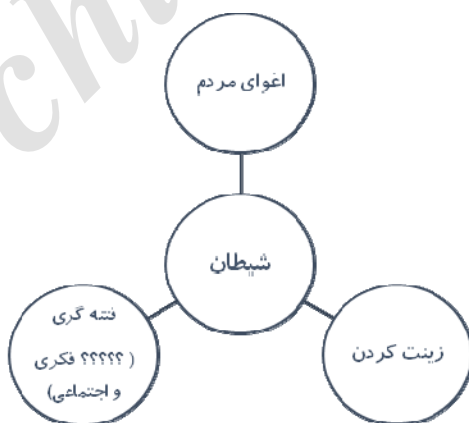 اغوای مردم
شیطان
فتنه گری
(؟؟؟؟؟ فکری
و اجتماعی)
زینت کردن